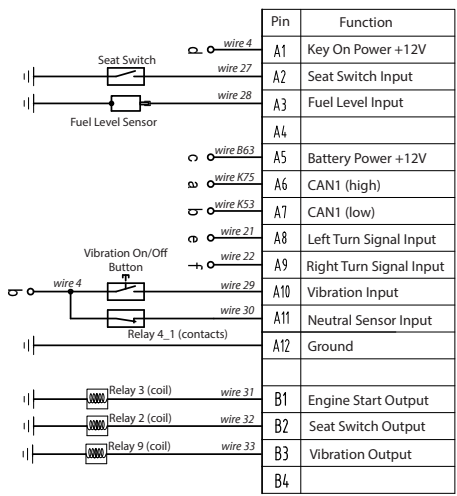 Pin Function
d wire 4 A1 Key On Power +12V
Seat Switch
wire 27 A2 Seat Switch Input
wire 28 A3 Fuel Level Input
Fuel Level Sensor
A4
c wire B63 A5 Battery Power +12V
a wire K75 A6 CAN1 (high)
b wire K53 A7 CAN1 (low)
e wire 21 A8 Left Turn Signal Input
f wire 22 A9 Right Turn Signal Input
Vibration On/Off
Button
d wire 4 wire 29 A10 Vibration Input
wire 30 A11 Neutral Sensor Input
Relay 4_1 (contacts)
A12 Ground
Relay 3 (coil) wire 31 B1 Engine Start Output
Relay 2 (coil) wire 32 B2 Seat Switch Output
Relay 9 (coil) wire 33 B3 Vibration Output
B4